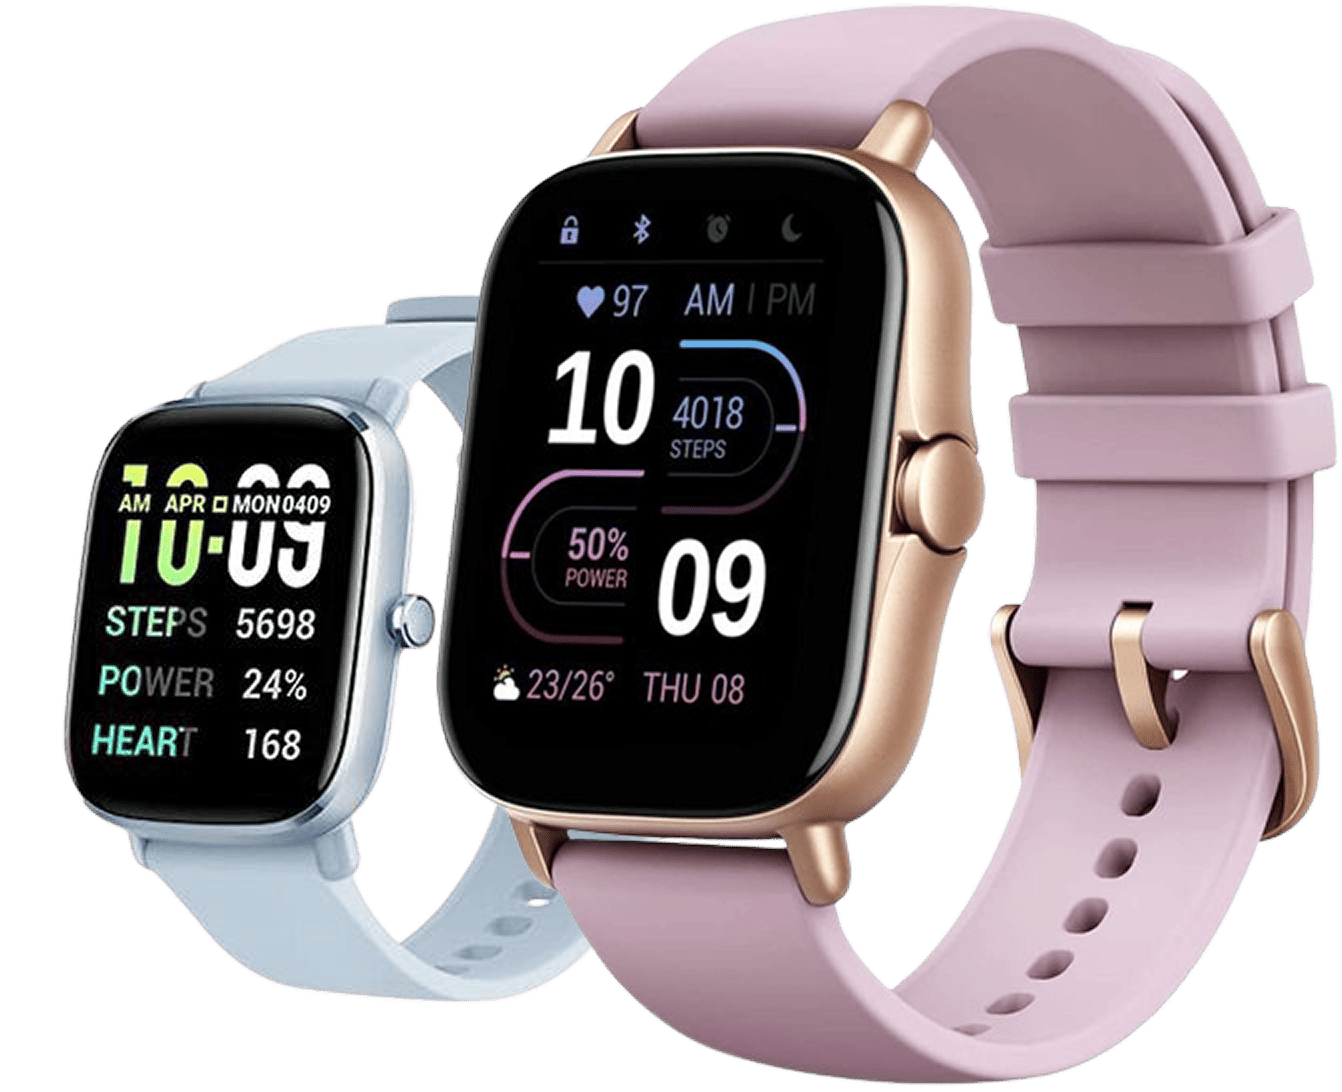 10:09
AM APR MON 0409
STEPS 5698
POWER 24%
HEART 168
97 AM | PM
10
4018
STEPS
50%
POWER
09
23/26° THU 08